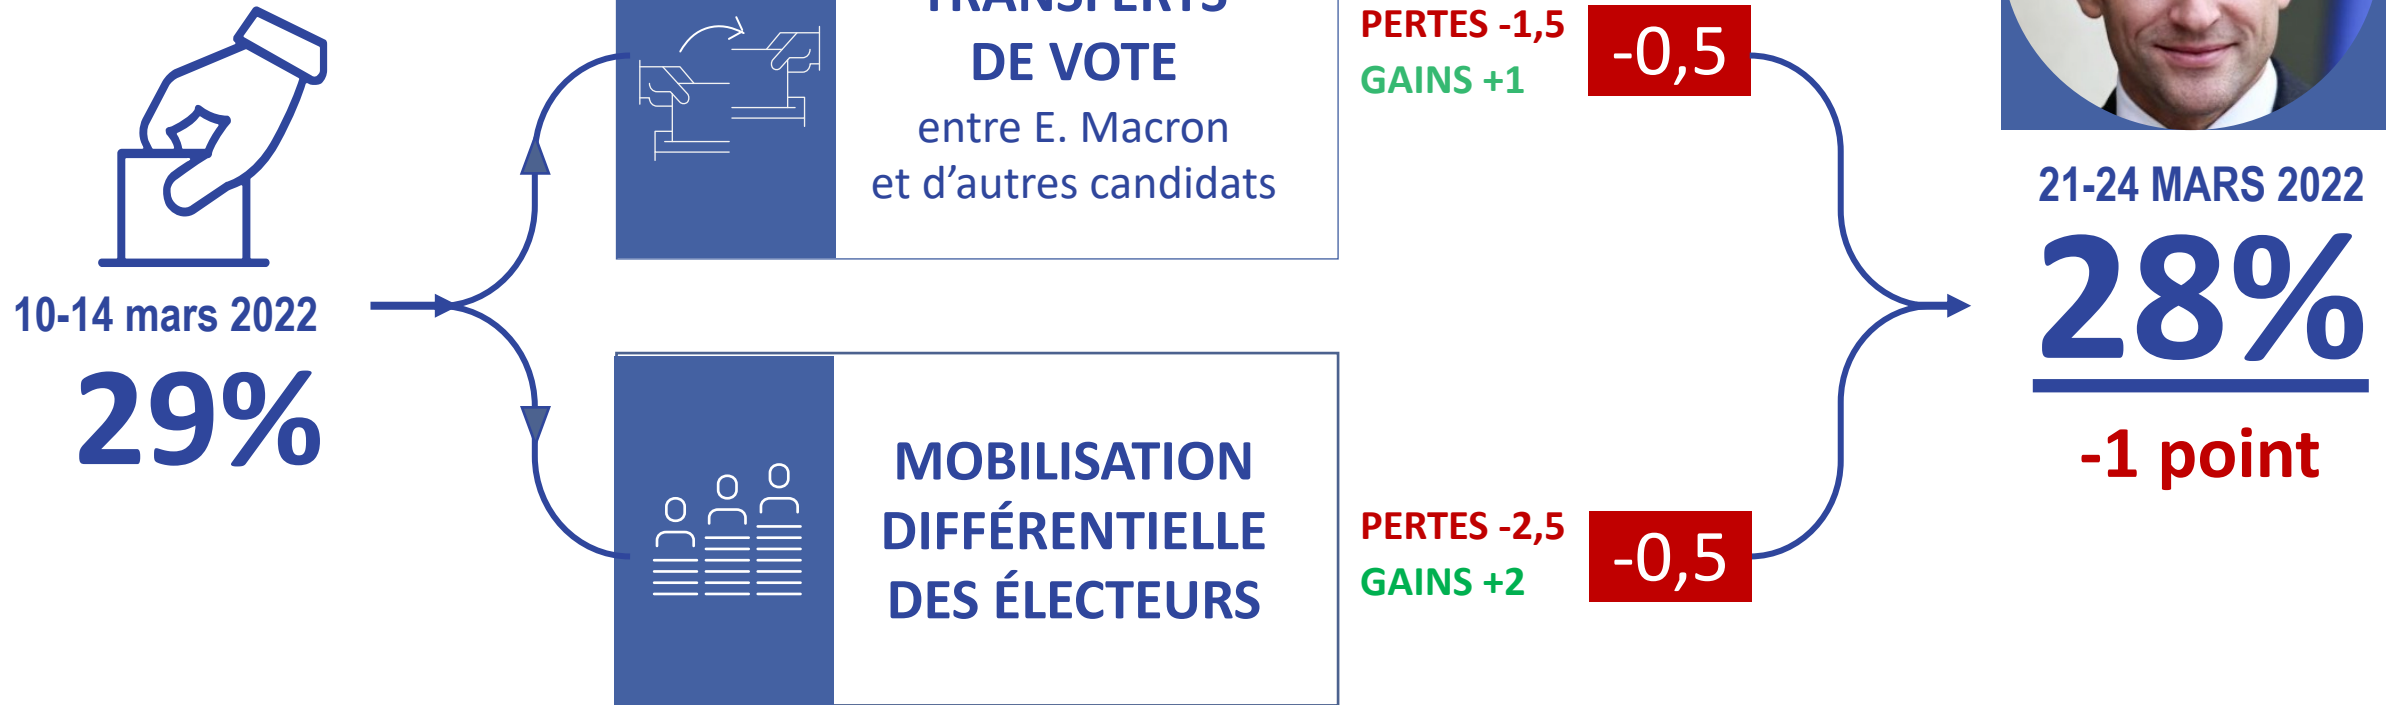 10-14 mars 2022
29%
TRANSFERTS
DE VOTE
entre E. Macron
et d’autres candidats
PERTES -1,5
GAINS +1
-0,5
MOBILISATION
DIFFÉRENTIELLE
DES ÉLECTEURS
PERTES -2,5
GAINS +2
-0,5
21-24 MARS 2022
28%
-1 point